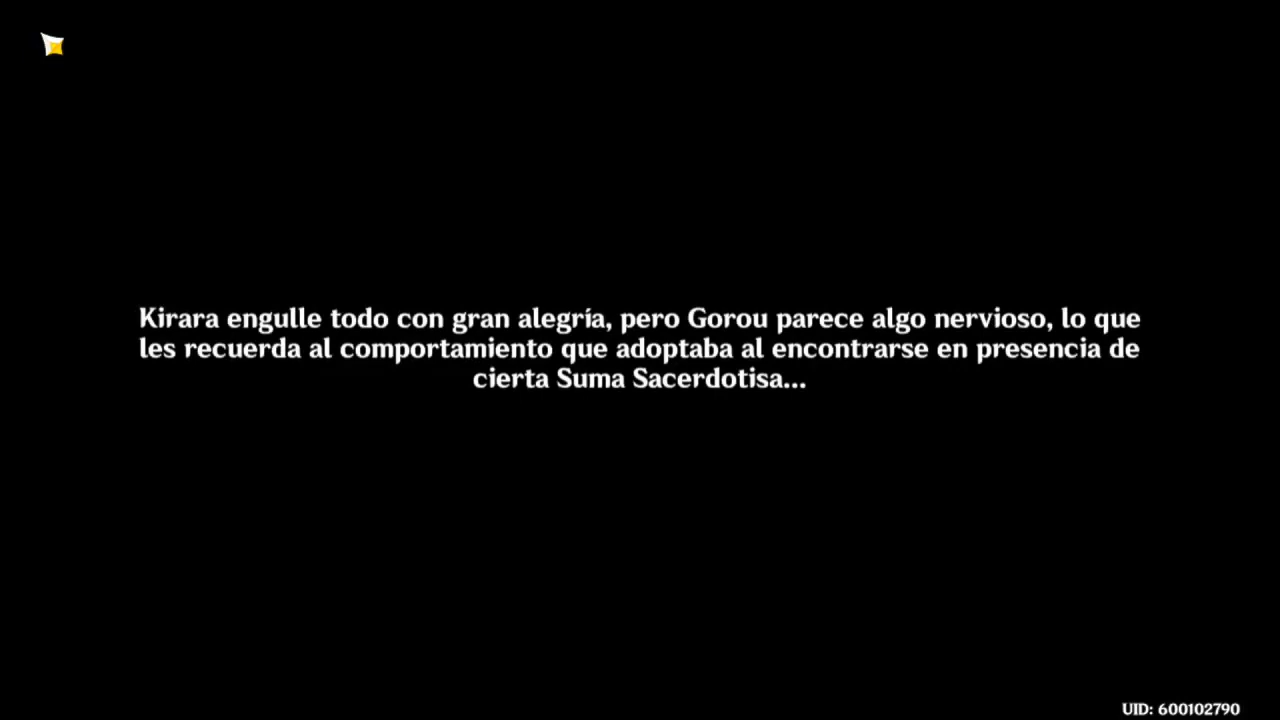 Kirara engulle todo con gran alegría, pero Gorou parece algo nervioso, lo que
les recuerda al comportamiento que adoptaba al encontrarse en presencia de
cierta Suma Sacerdotisa...
UID: 600102790